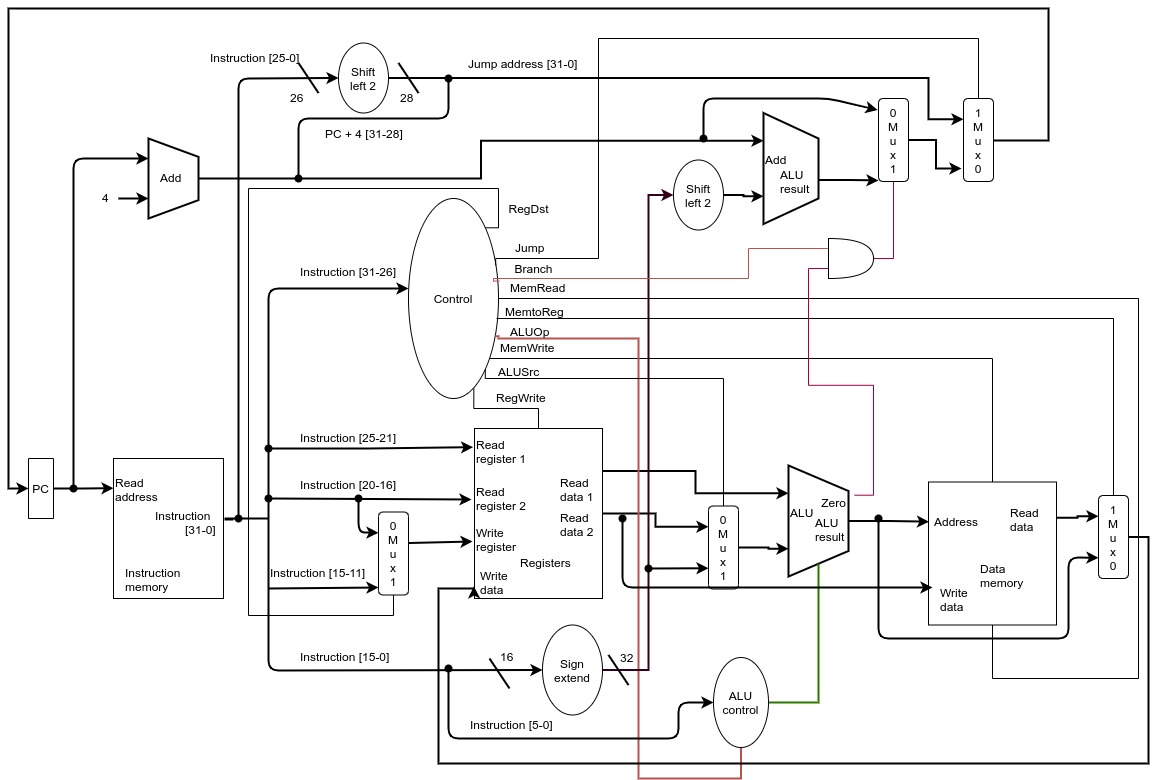 Instruction [25-0]
Shift
left 2
26
28
Jump address [31-0]
PC + 4 [31-28]
Add
4
Add
ALU
result
Shift
left 2
0
M
u
x
1
1
M
u
x
0
RegDst
Jump
Branch
MemRead
MemtoReg
ALUOp
MemWrite
ALUSrc
RegWrite
Control
Instruction [31-26]
Instruction [25-21]
Instruction [20-16]
Instruction [15-11]
Instruction [15-0]
Instruction [5-0]
PC
Read
address
Instruction
[31-0]
Instruction
memory
0
M
u
x
1
Read
register 1
Read
register 2
Write
register
Write
data
Read
data 1
Read
data 2
Registers
0
M
u
x
1
Zero
ALU
ALU
result
Address
Read
data
Data
memory
Write
data
1
M
u
x
0
16
Sign
extend
32
ALU
control